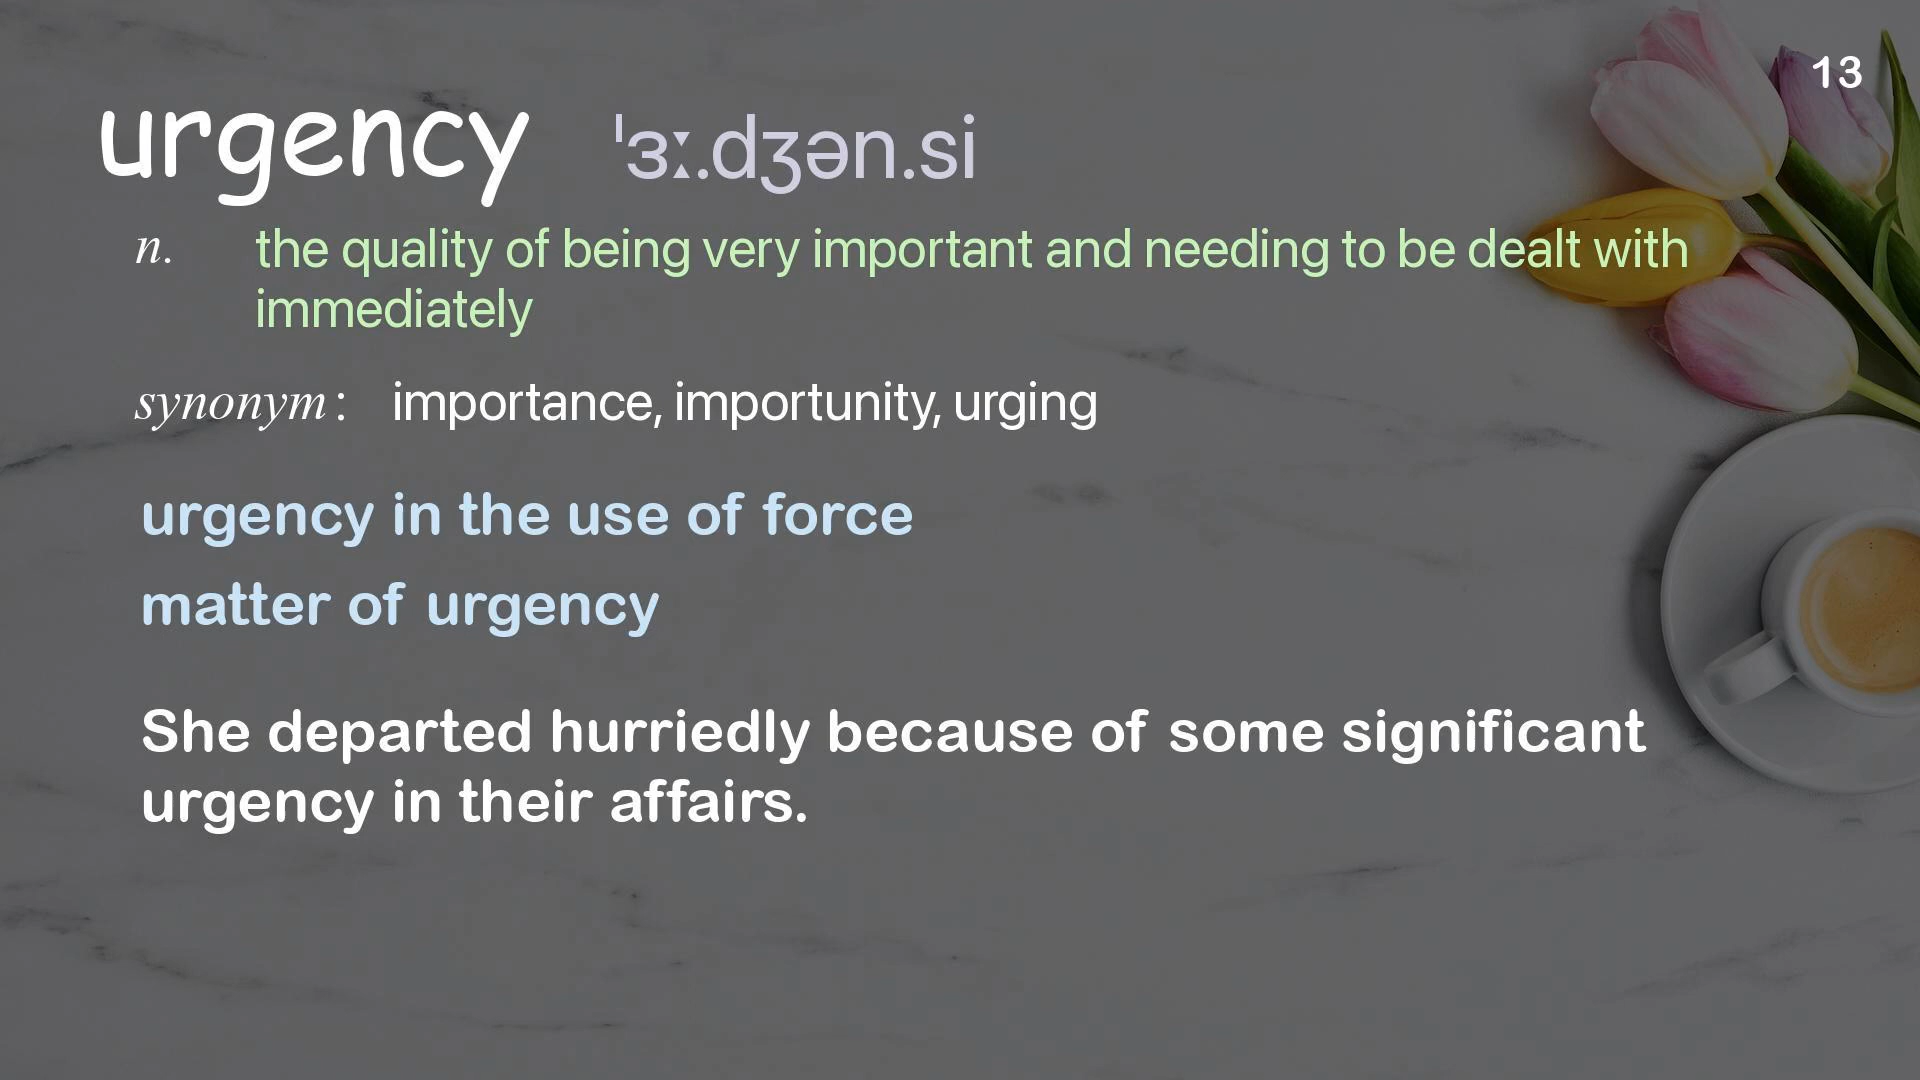 13
urgency ˈɜː.dʒən.si
n. the quality of being very important and needing to be dealt with
immediately
synonym: importance, importunity, urging
urgency in the use of force
matter of urgency
She departed hurriedly because of some significant
urgency in their affairs.